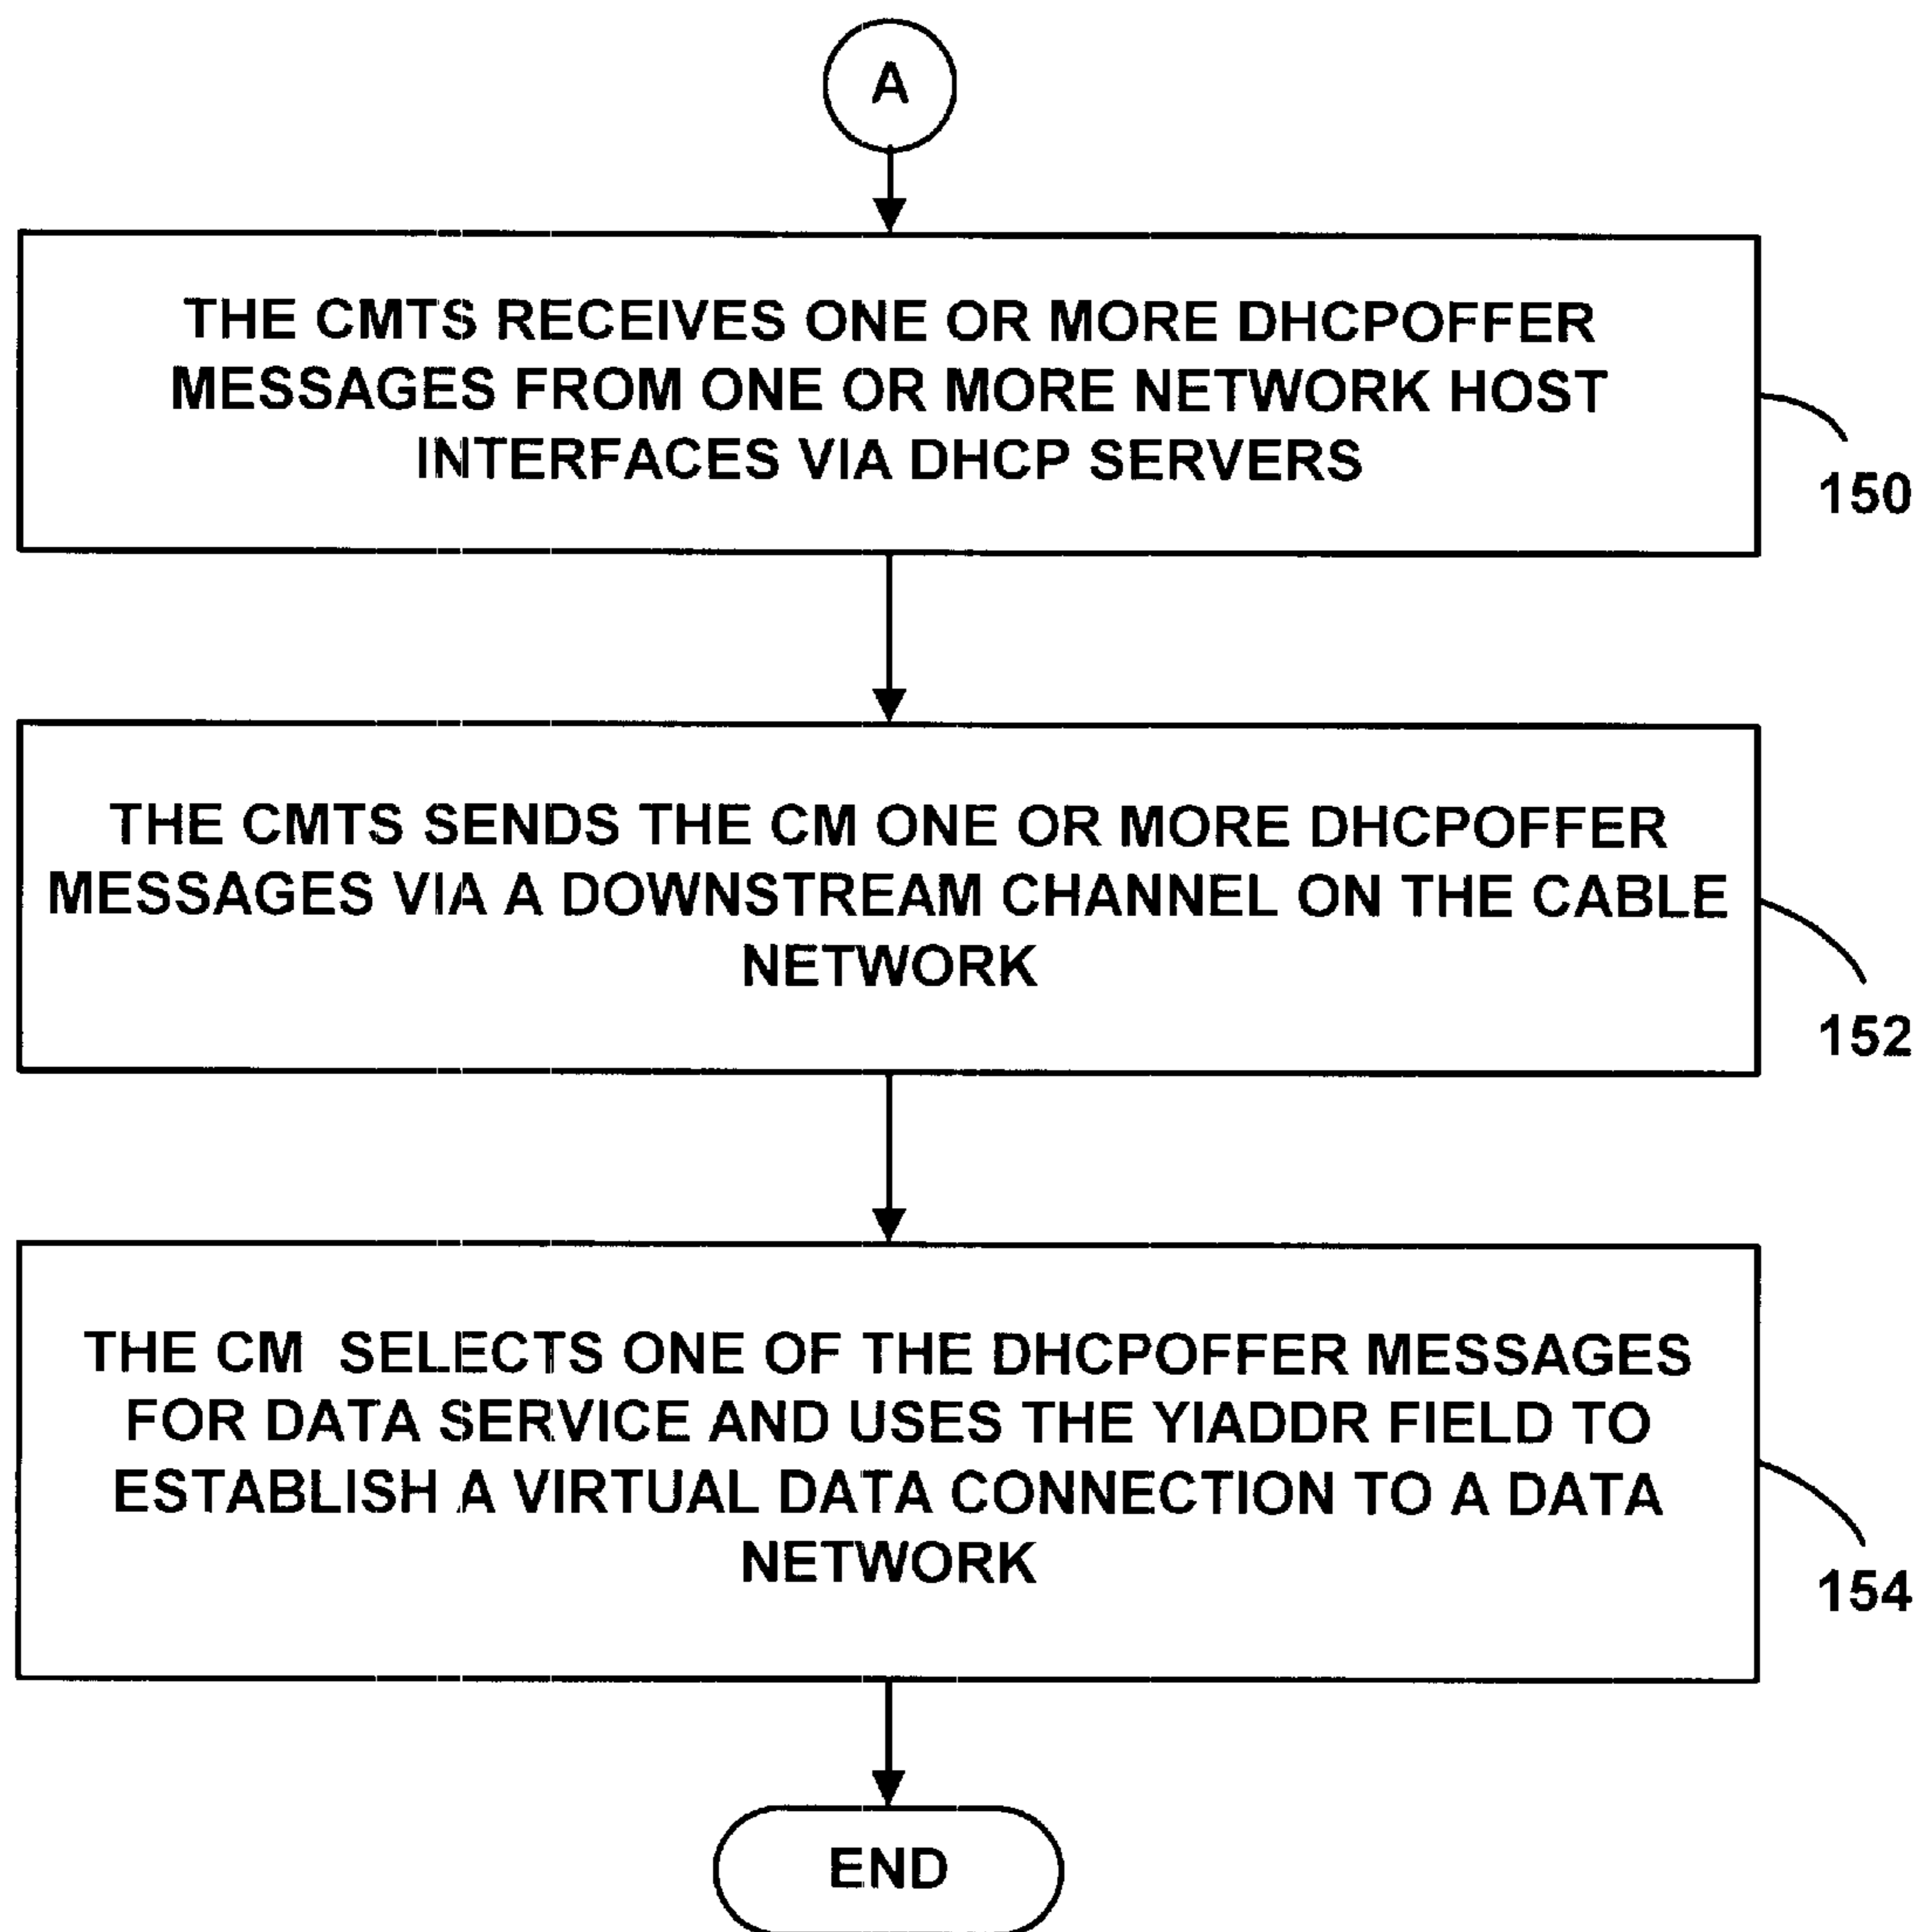 A
THE CMTS RECEIVES ONE OR MORE DHCPOFFER
MESSAGES FROM ONE OR MORE NETWORK HOST
INTERFACES VIA DHCP SERVERS
150
THE CMTS SENDS THE CM ONE OR MORE DHCPOFFER
MESSAGES VIA A DOWNSTREAM CHANNEL ON THE CABLE
NETWORK
152
THE CM SELECTS ONE OF THE DHCPOFFER MESSAGES
FOR DATA SERVICE AND USES THE YIADDR FIELD TO
ESTABLISH A VIRTUAL DATA CONNECTION TO A DATA
NETWORK
154
END